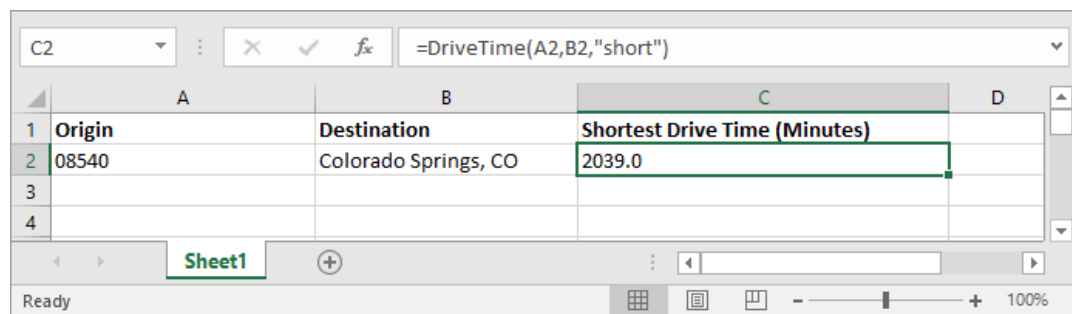 C2 fx =DriveTime(A2,B2,"short")
A B C D
1 Origin Destination Shortest Drive Time (Minutes)
2 08540 Colorado Springs, CO 2039.0
3
4
Sheet1
Ready 100%